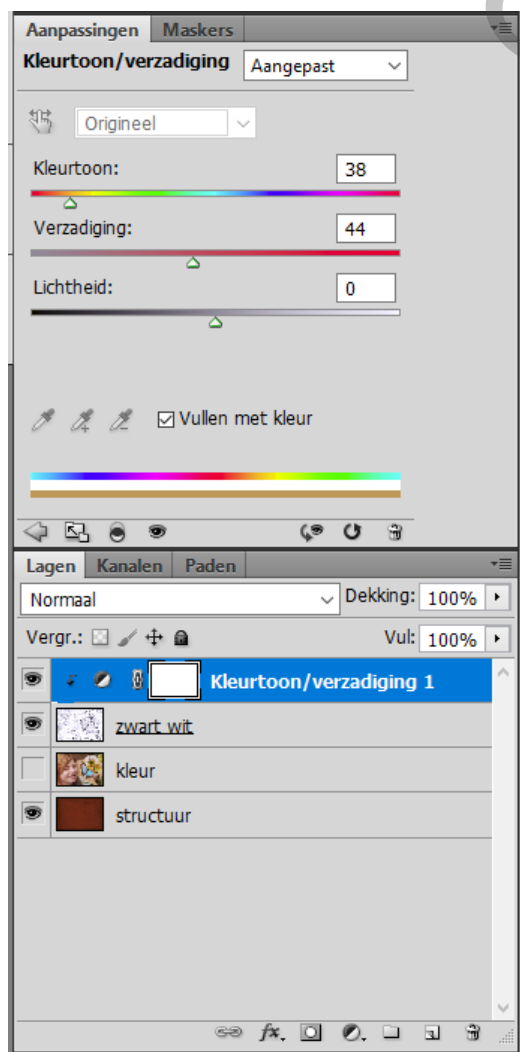 Aanpassingen Maskers
Kleurtoon/verzadiging Aangepast
Origineel
Kleurtoon: 38
Verzadiging: 44
Lichtheid: 0
Vullen met kleur
Lagen Kanalen Paden
Normaal Dekking: 100%
Vergr.: Vul: 100%
Kleurtoon/verzadiging 1
zwart wit
kleur
structuur
fx.